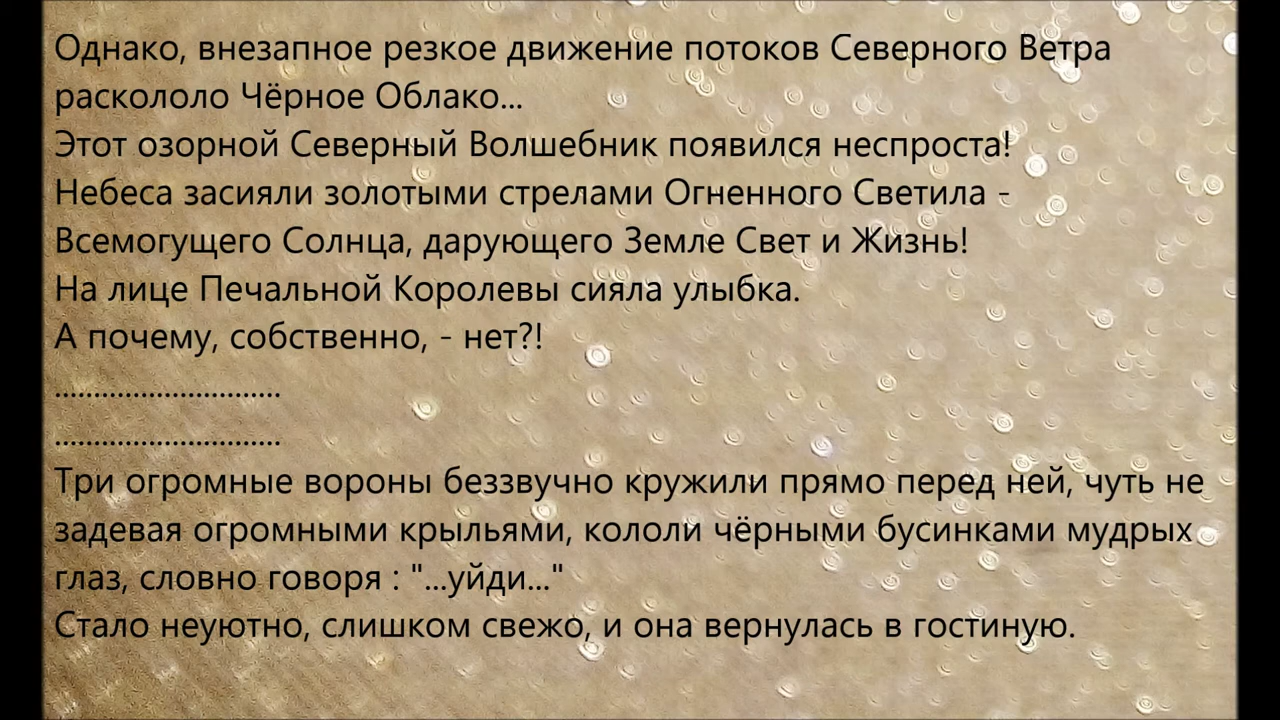 Однако, внезапное резкое движение потоков Северного Ветра
раскололо Чёрное Облако...
Этот озорной Северный Волшебник появился неспроста!
Небеса засияли золотыми стрелами Огненного Светила -
Всемогущего Солнца, дарующего Земле Свет и Жизнь!
На лице Печальной Королевы сияла улыбка.
А почему, собственно, - нет?!
.............................
.............................
Три огромные вороны беззвучно кружили прямо перед ней, чуть не
задевая огромными крыльями, кололи чёрными бусинками мудрых
глаз, словно говоря : "...уйди..."
Стало неуютно, слишком свежо, и она вернулась в гостиную.